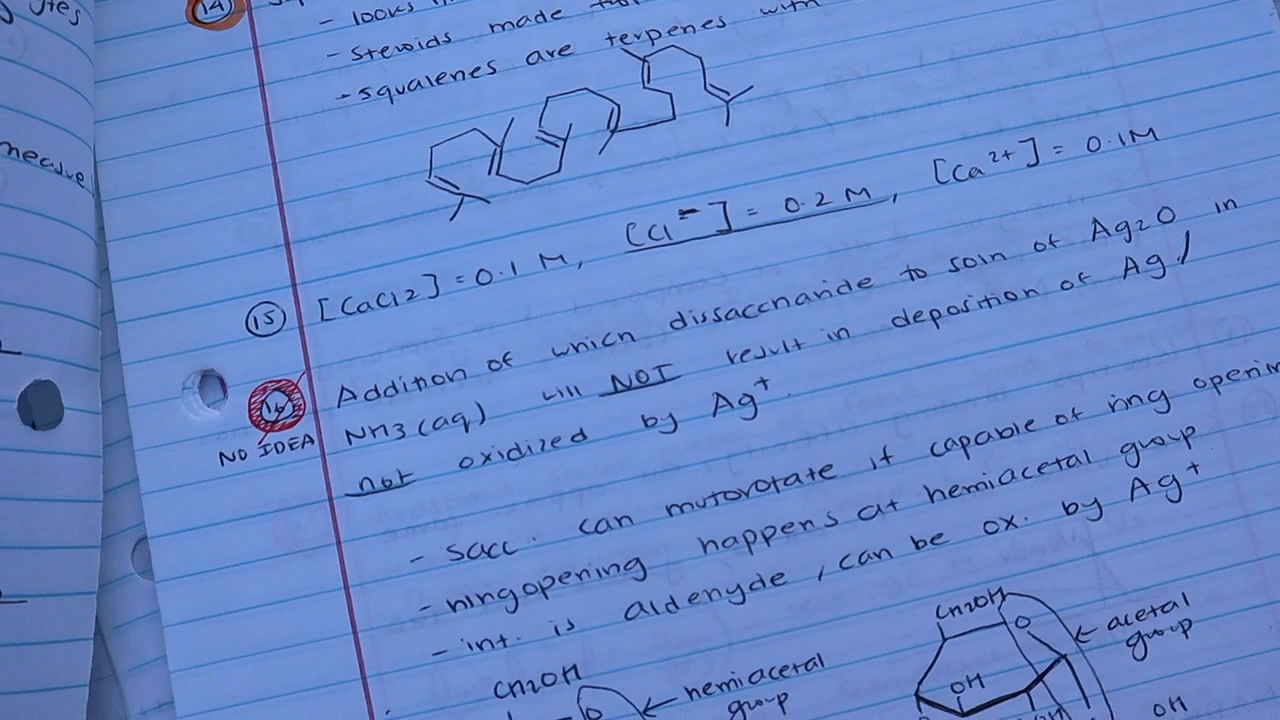 14
- looks
- steroids made
- squalenes are terpenes with
measure
15 [CaCl2] = 0.1 M, [Cl-] = 0.2 M, [Ca2+] = 0.1M
16 Addition of which dissaccharide to soln of Ag2O in
NH3(aq) will NOT result in deposition of Ag /
NO IDEA
not oxidized by Ag+.
- sacc. can mutorotate if capable of ring
- ringopening happens at hemiacetal group
- int. is aldehyde, can be ox. by Ag+
CH2OH
O
← acetal
group
OH
CH2OH
O
← hemiacetal
group
OH